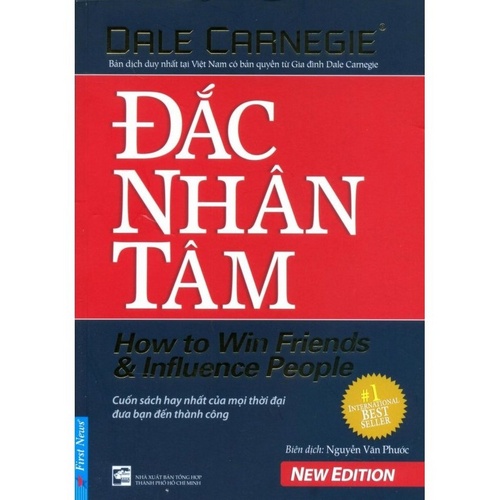 DALE CARNEGIE
Bản dịch duy nhất tại Việt Nam có bản quyền từ Gia đình Dale Carnegie
ĐẮC
NHÂN
TÂM
How to Win Friends
& Influence People
Cuốn sách hay nhất của mọi thời đại
đưa bạn đến thành công
#1
INTERNATIONAL
BEST
SELLER
Biên dịch: Nguyễn Văn Phước
NEW EDITION
First News
NHÀ XUẤT BẢN TỔNG HỢP
THÀNH PHỐ HỒ CHÍ MINH